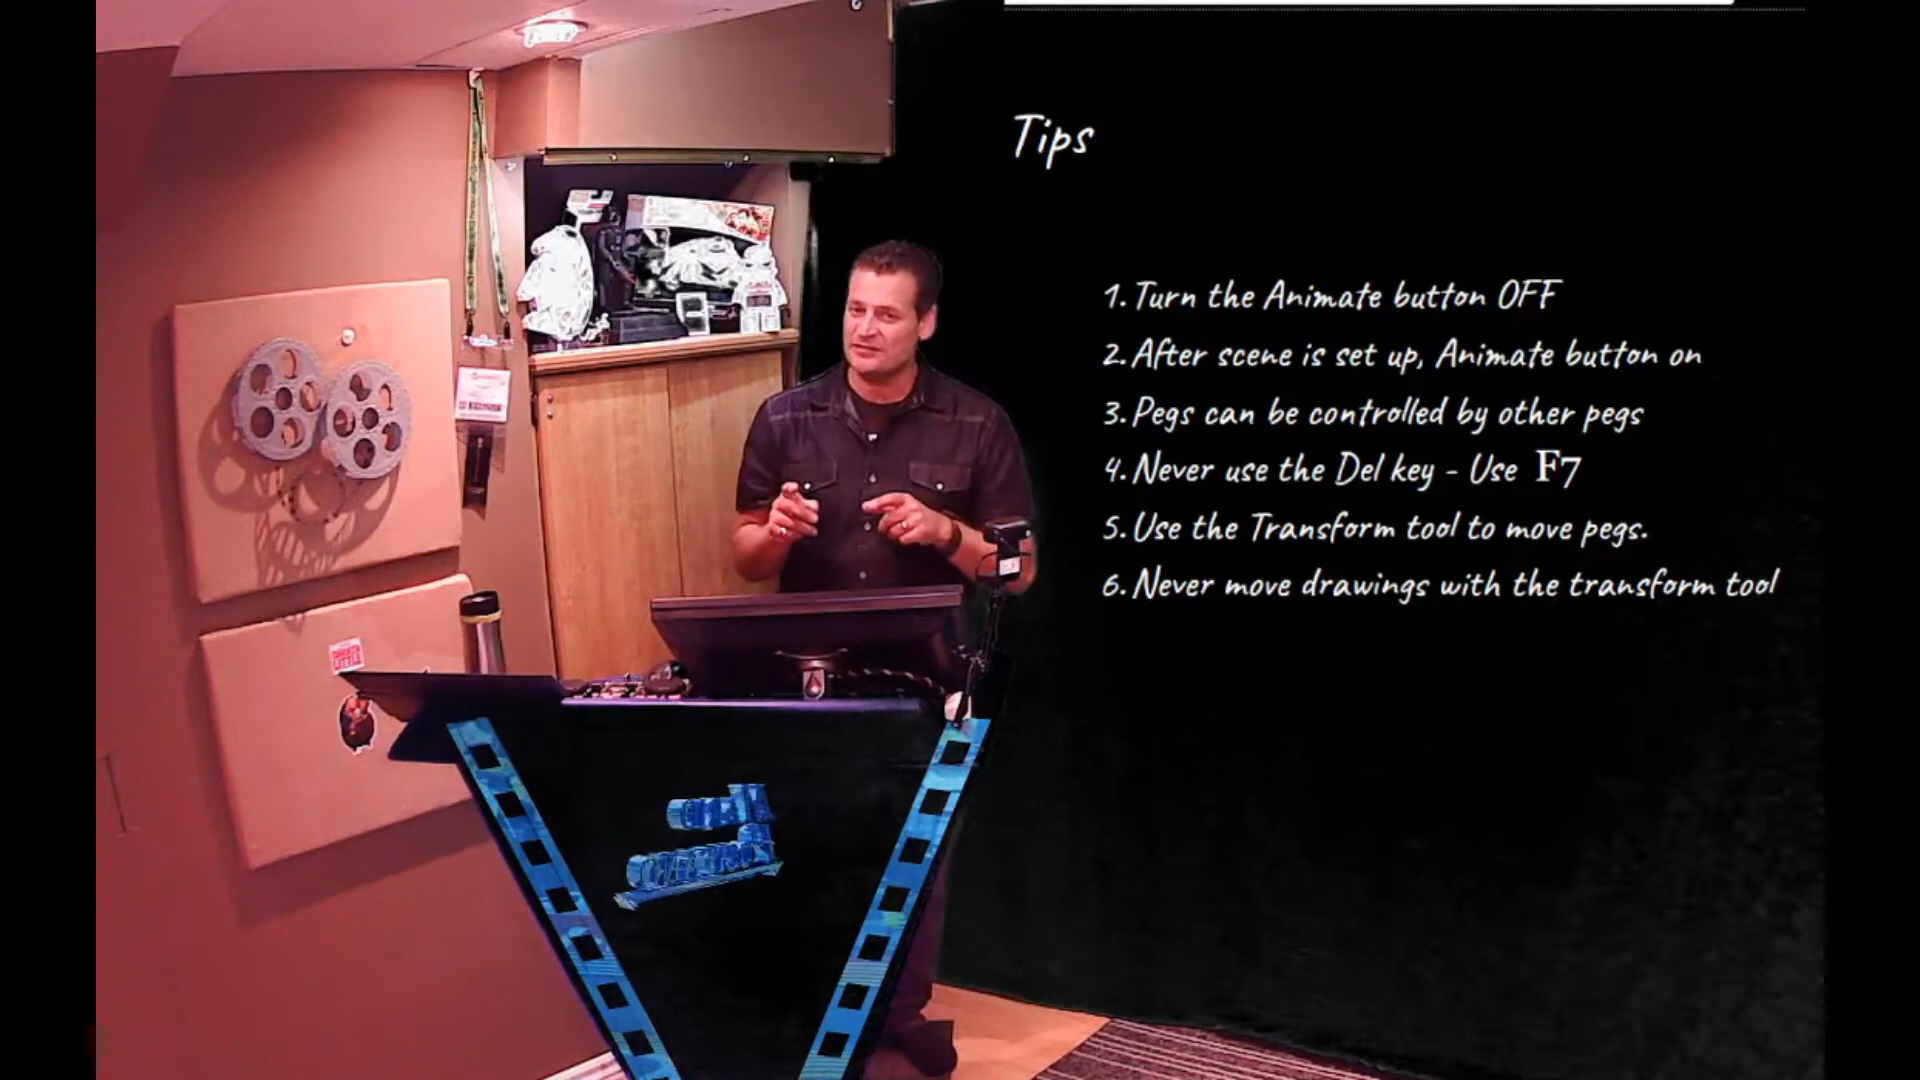 Tips
1. Turn the Animate button OFF
2. After scene is set up, Animate button on
3. Pegs can be controlled by other pegs
4. Never use the Del key - Use F7
5. Use the Transform tool to move pegs.
6. Never move drawings with the transform tool